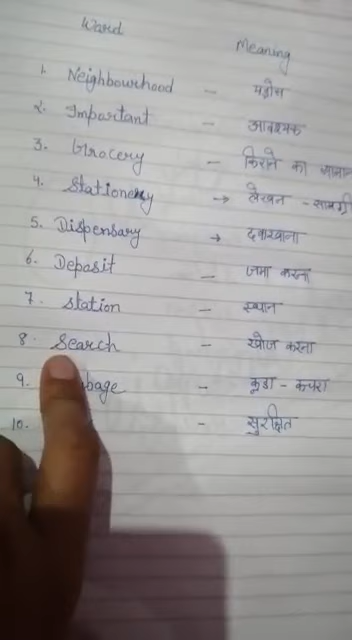 Word Meaning
1. Neighbourhood - पड़ोस
2. Important - आवश्यक
3. Grocery - किराने का सामान
4. Stationery → लेखन - सामग्री
5. Dispensary → दवाखाना
6. Deposit - जमा करना
7. station - स्थान
8. Search - खोज करना
9. bage - कूडा - कचरा
10. - सुरक्षित